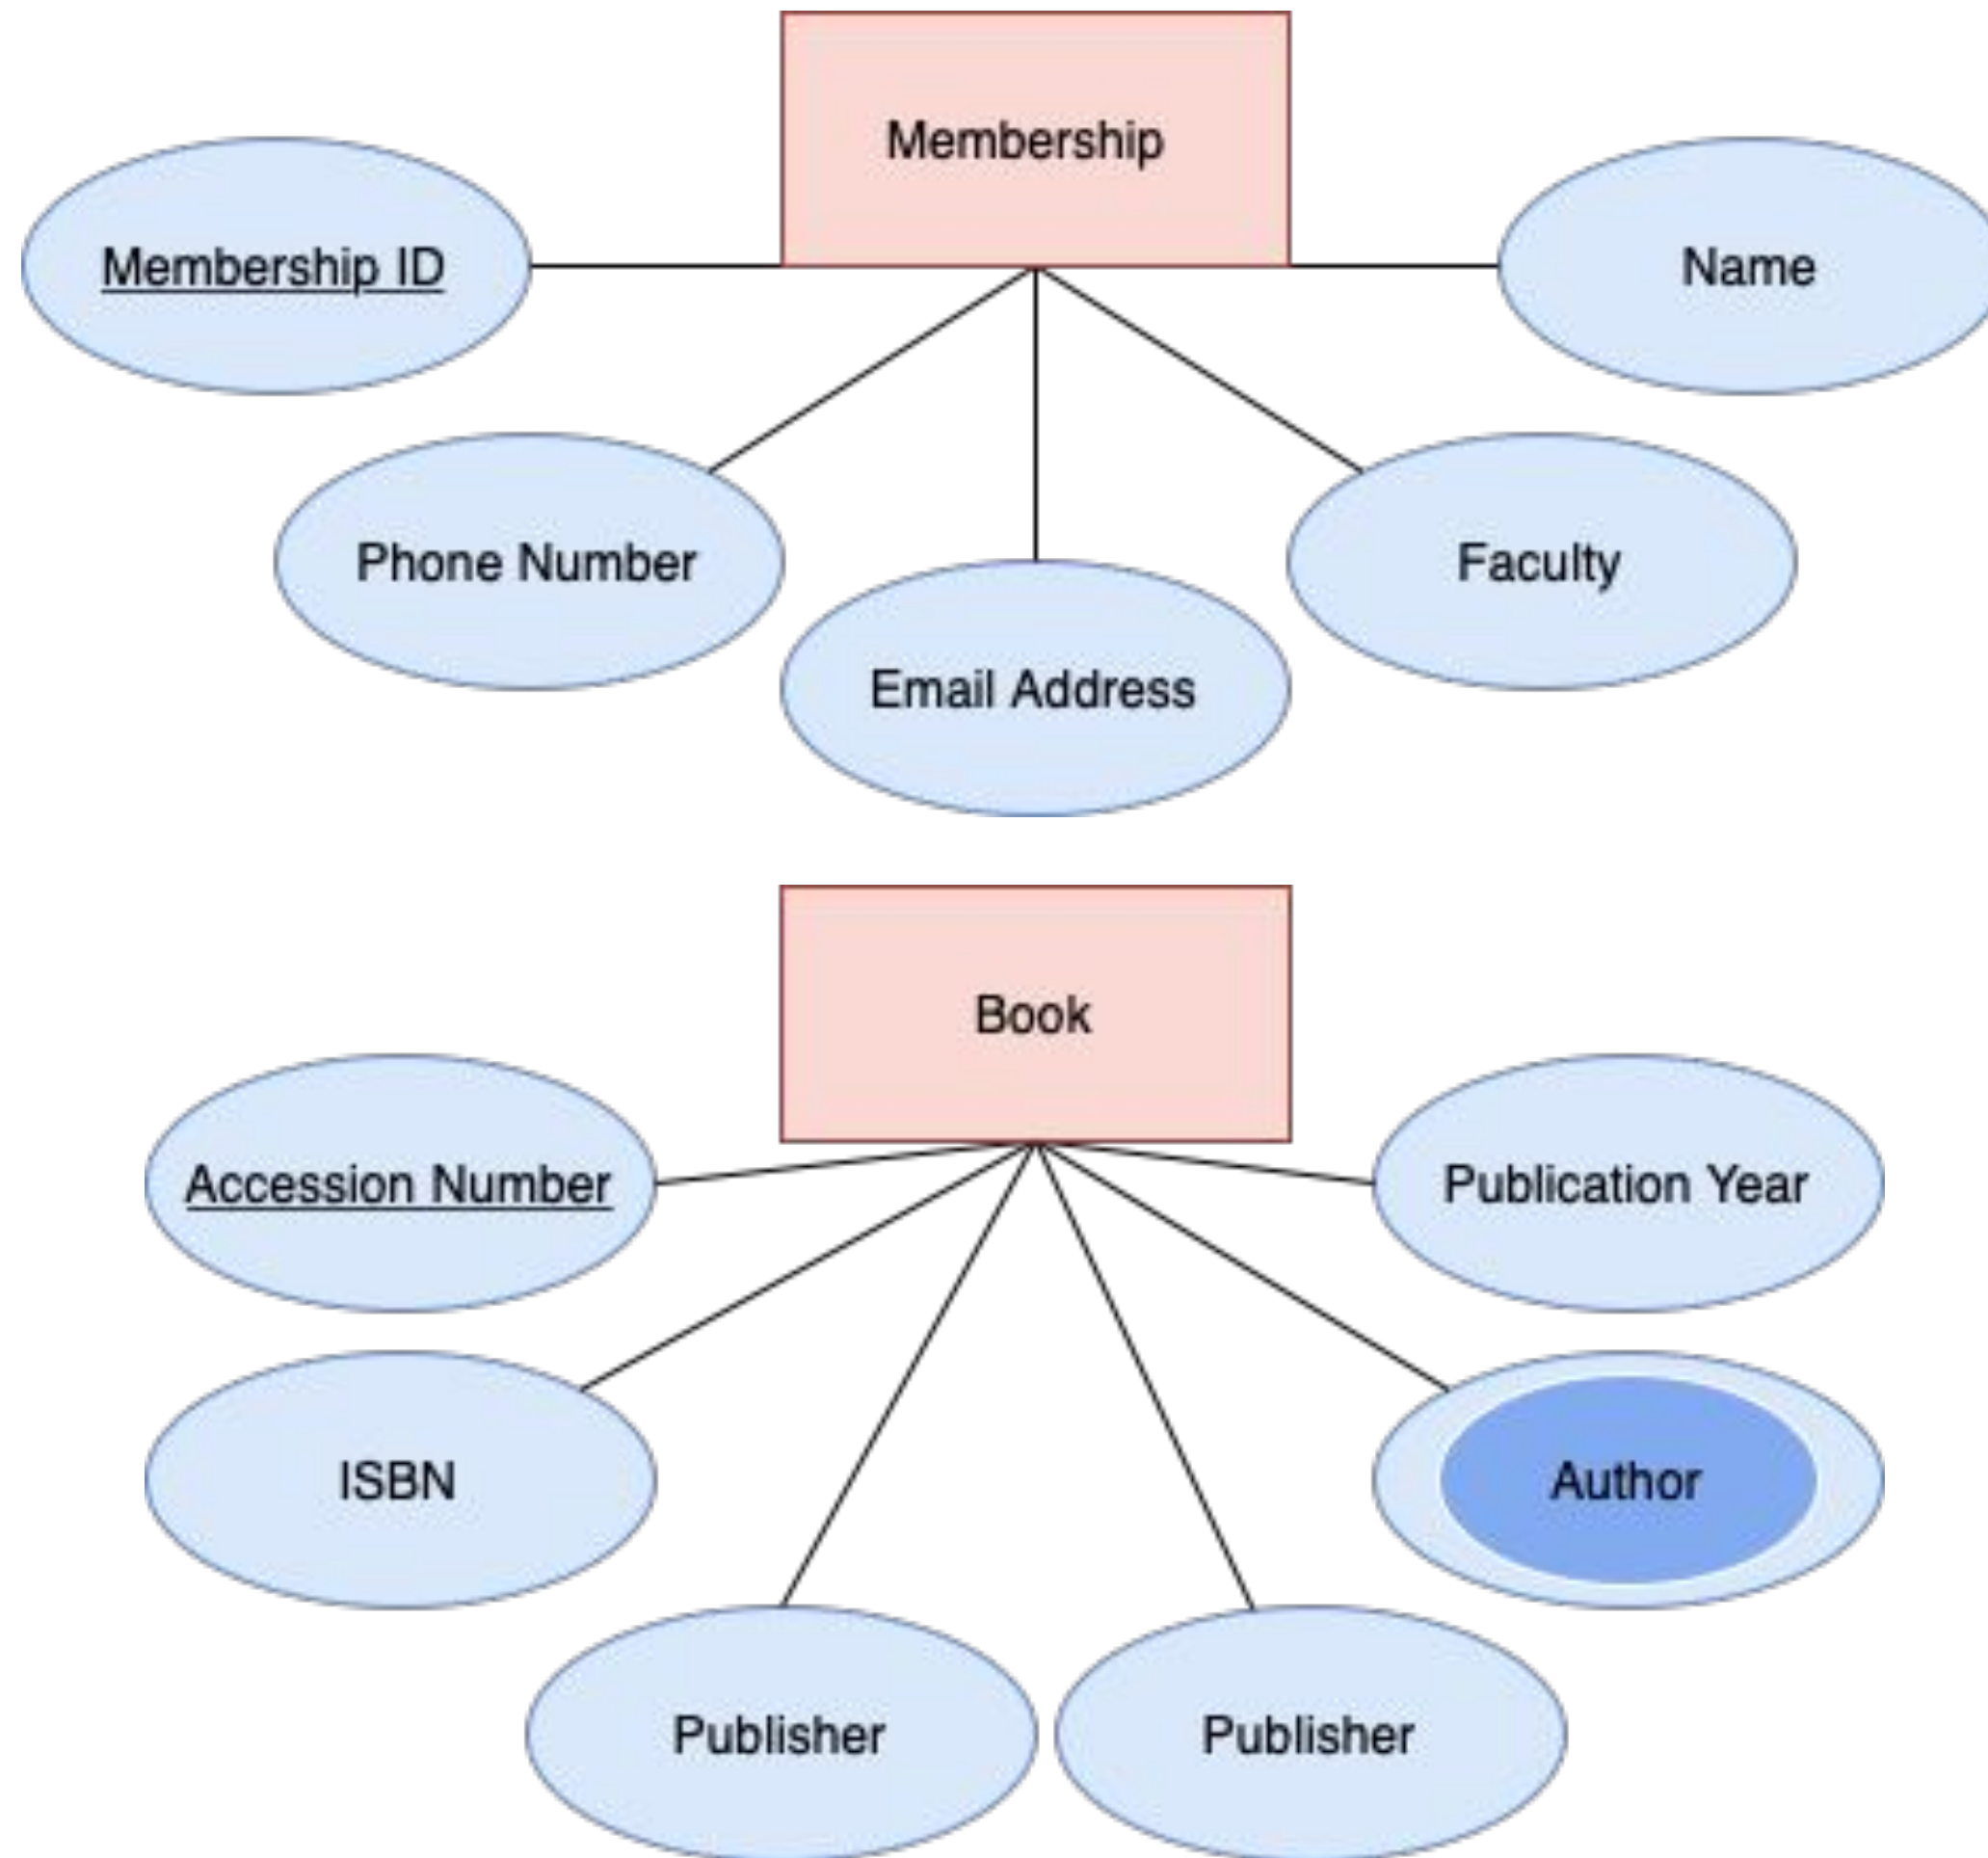 Membership
Membership ID
Name
Phone Number
Faculty
Email Address
Book
Accession Number
Publication Year
ISBN
Author
Publisher
Publisher